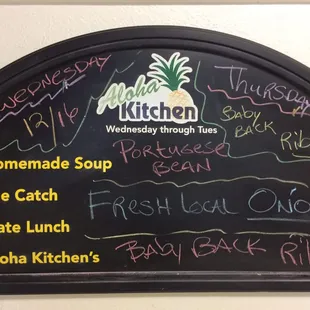 WEDNESDAY
12/16
Aloha
Kitchen
Wednesday through Tues
THURSDAY
BABY
BACK
Rib
PORTUGESE
BEAN
omemade Soup
e Catch
FRESH LOCAL ONO
ate Lunch
oha Kitchen's
BABY BACK Ri